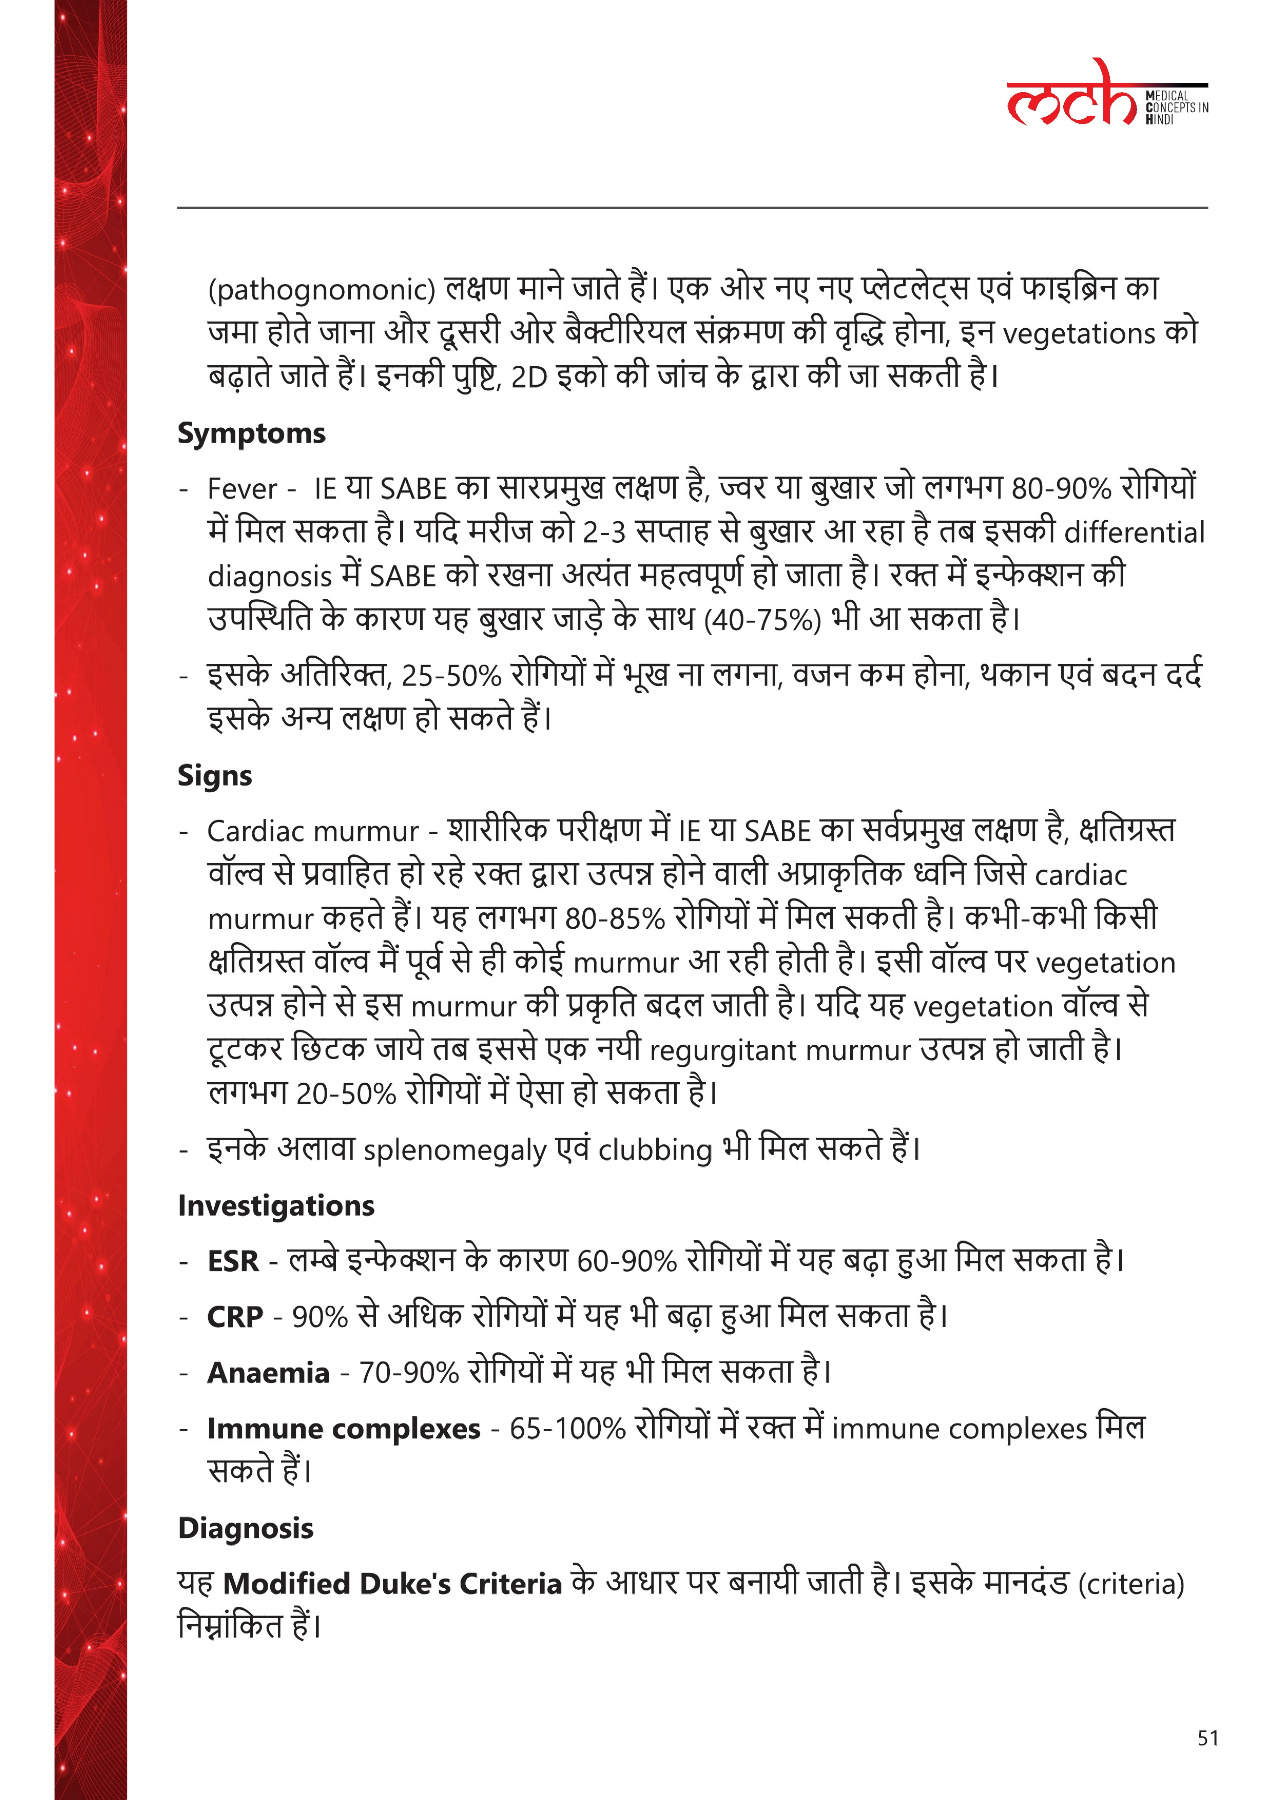 mch MEDICAL
CONCEPTS IN
HINDI
(pathognomonic) लक्षण माने जाते हैं। एक ओर नए नए प्लेटलेट्स एवं फाइब्रिन का
जमा होते जाना और दूसरी ओर बैक्टीरियल संक्रमण की वृद्धि होना, इन vegetations को
बढ़ाते जाते हैं। इनकी पुष्टि, 2D इको की जांच के द्वारा की जा सकती है।
Symptoms
- Fever - IE या SABE का सारप्रमुख लक्षण है, ज्वर या बुखार जो लगभग 80-90% रोगियों
में मिल सकता है। यदि मरीज को 2-3 सप्ताह से बुखार आ रहा है तब इसकी differential
diagnosis में SABE को रखना अत्यंत महत्वपूर्ण हो जाता है। रक्त में इन्फेक्शन की
उपस्थिति के कारण यह बुखार जाड़े के साथ (40-75%) भी आ सकता है।
- इसके अतिरिक्त, 25-50% रोगियों में भूख ना लगना, वजन कम होना, थकान एवं बदन दर्द
इसके अन्य लक्षण हो सकते हैं।
Signs
- Cardiac murmur - शारीरिक परीक्षण में IE या SABE का सर्वप्रमुख लक्षण है, क्षतिग्रस्त
वॉल्व से प्रवाहित हो रहे रक्त द्वारा उत्पन्न होने वाली अप्राकृतिक ध्वनि जिसे cardiac
murmur कहते हैं। यह लगभग 80-85% रोगियों में मिल सकती है। कभी-कभी किसी
क्षतिग्रस्त वॉल्व मैं पूर्व से ही कोई murmur आ रही होती है। इसी वॉल्व पर vegetation
उत्पन्न होने से इस murmur की प्रकृति बदल जाती है। यदि यह vegetation वॉल्व से
टूटकर छिटक जाये तब इससे एक नयी regurgitant murmur उत्पन्न हो जाती है।
लगभग 20-50% रोगियों में ऐसा हो सकता है।
- इनके अलावा splenomegaly एवं clubbing भी मिल सकते हैं।
Investigations
- ESR - लम्बे इन्फेक्शन के कारण 60-90% रोगियों में यह बढ़ा हुआ मिल सकता है।
- CRP - 90% से अधिक रोगियों में यह भी बढ़ा हुआ मिल सकता है।
- Anaemia - 70-90% रोगियों में यह भी मिल सकता है।
- Immune complexes - 65-100% रोगियों में रक्त में immune complexes मिल
सकते हैं।
Diagnosis
यह Modified Duke's Criteria के आधार पर बनायी जाती है। इसके मानदंड (criteria)
निम्नांकित हैं।
51